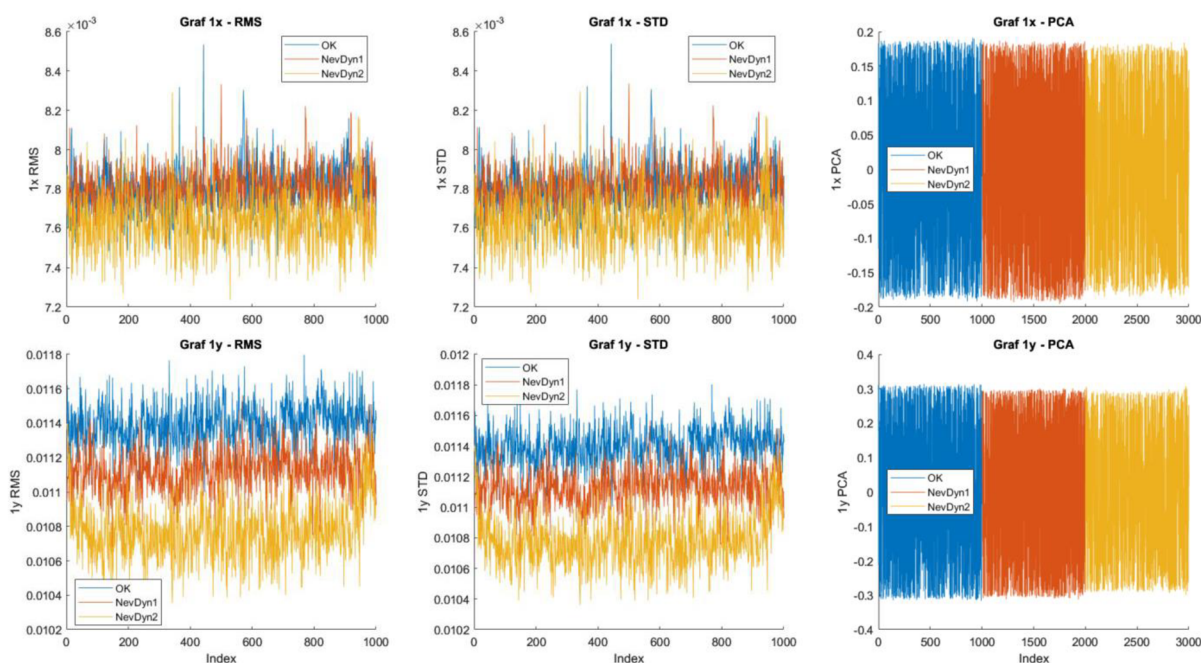 Graf 1x - RMS
×10⁻³
8.6
8.4
8.2
8
7.8
7.6
7.4
7.2
1x RMS
OK
NevDyn1
NevDyn2
0 200 400 600 800 1000
Graf 1x - STD
×10⁻³
8.6
8.4
8.2
8
7.8
7.6
7.4
7.2
1x STD
OK
NevDyn1
NevDyn2
0 200 400 600 800 1000
Graf 1x - PCA
0.2
0.15
0.1
0.05
0
-0.05
-0.1
-0.15
-0.2
1x PCA
OK
NevDyn1
NevDyn2
0 500 1000 1500 2000 2500 3000
Graf 1y - RMS
0.0118
0.0116
0.0114
0.0112
0.011
0.0108
0.0106
0.0104
0.0102
1y RMS
OK
NevDyn1
NevDyn2
0 200 400 600 800 1000
Index
Graf 1y - STD
0.012
0.0118
0.0116
0.0114
0.0112
0.011
0.0108
0.0106
0.0104
0.0102
1y STD
OK
NevDyn1
NevDyn2
0 200 400 600 800 1000
Index
Graf 1y - PCA
0.4
0.3
0.2
0.1
0
-0.1
-0.2
-0.3
-0.4
1y PCA
OK
NevDyn1
NevDyn2
0 500 1000 1500 2000 2500 3000
Index